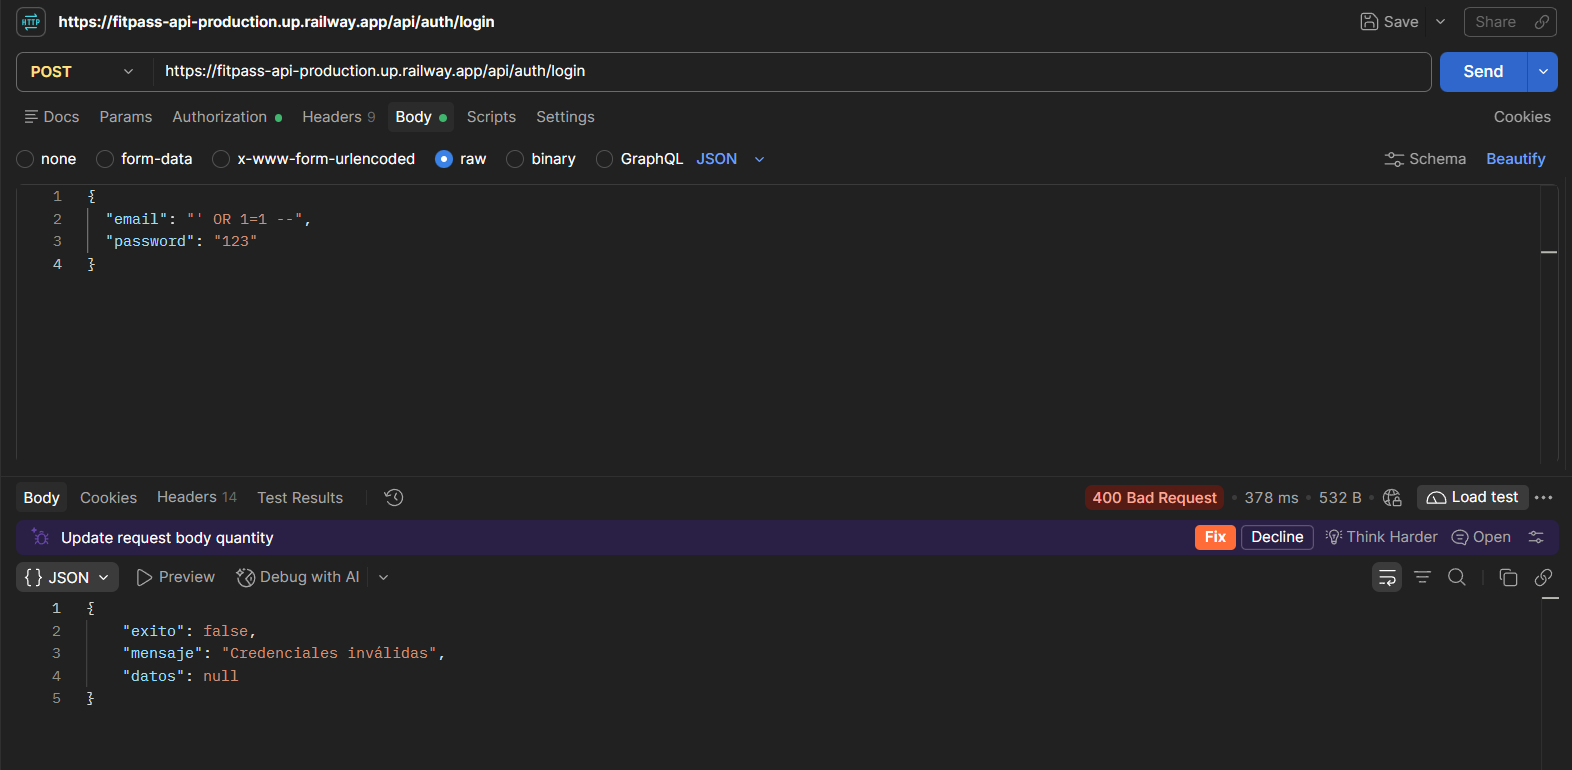 HTTP https://fitpass-api-production.up.railway.app/api/auth/login Save Share
POST https://fitpass-api-production.up.railway.app/api/auth/login Send
Docs Params Authorization Headers 9 Body Scripts Settings Cookies
none form-data x-www-form-urlencoded raw binary GraphQL JSON Schema Beautify
1 {
2 "email": "' OR 1=1 --",
3 "password": "123"
4 }
Body Cookies Headers 14 Test Results 400 Bad Request 378 ms 532 B Load test
Update request body quantity Fix Decline Think Harder Open
{} JSON Preview Debug with AI
1 {
2 "exito": false,
3 "mensaje": "Credenciales inválidas",
4 "datos": null
5 }